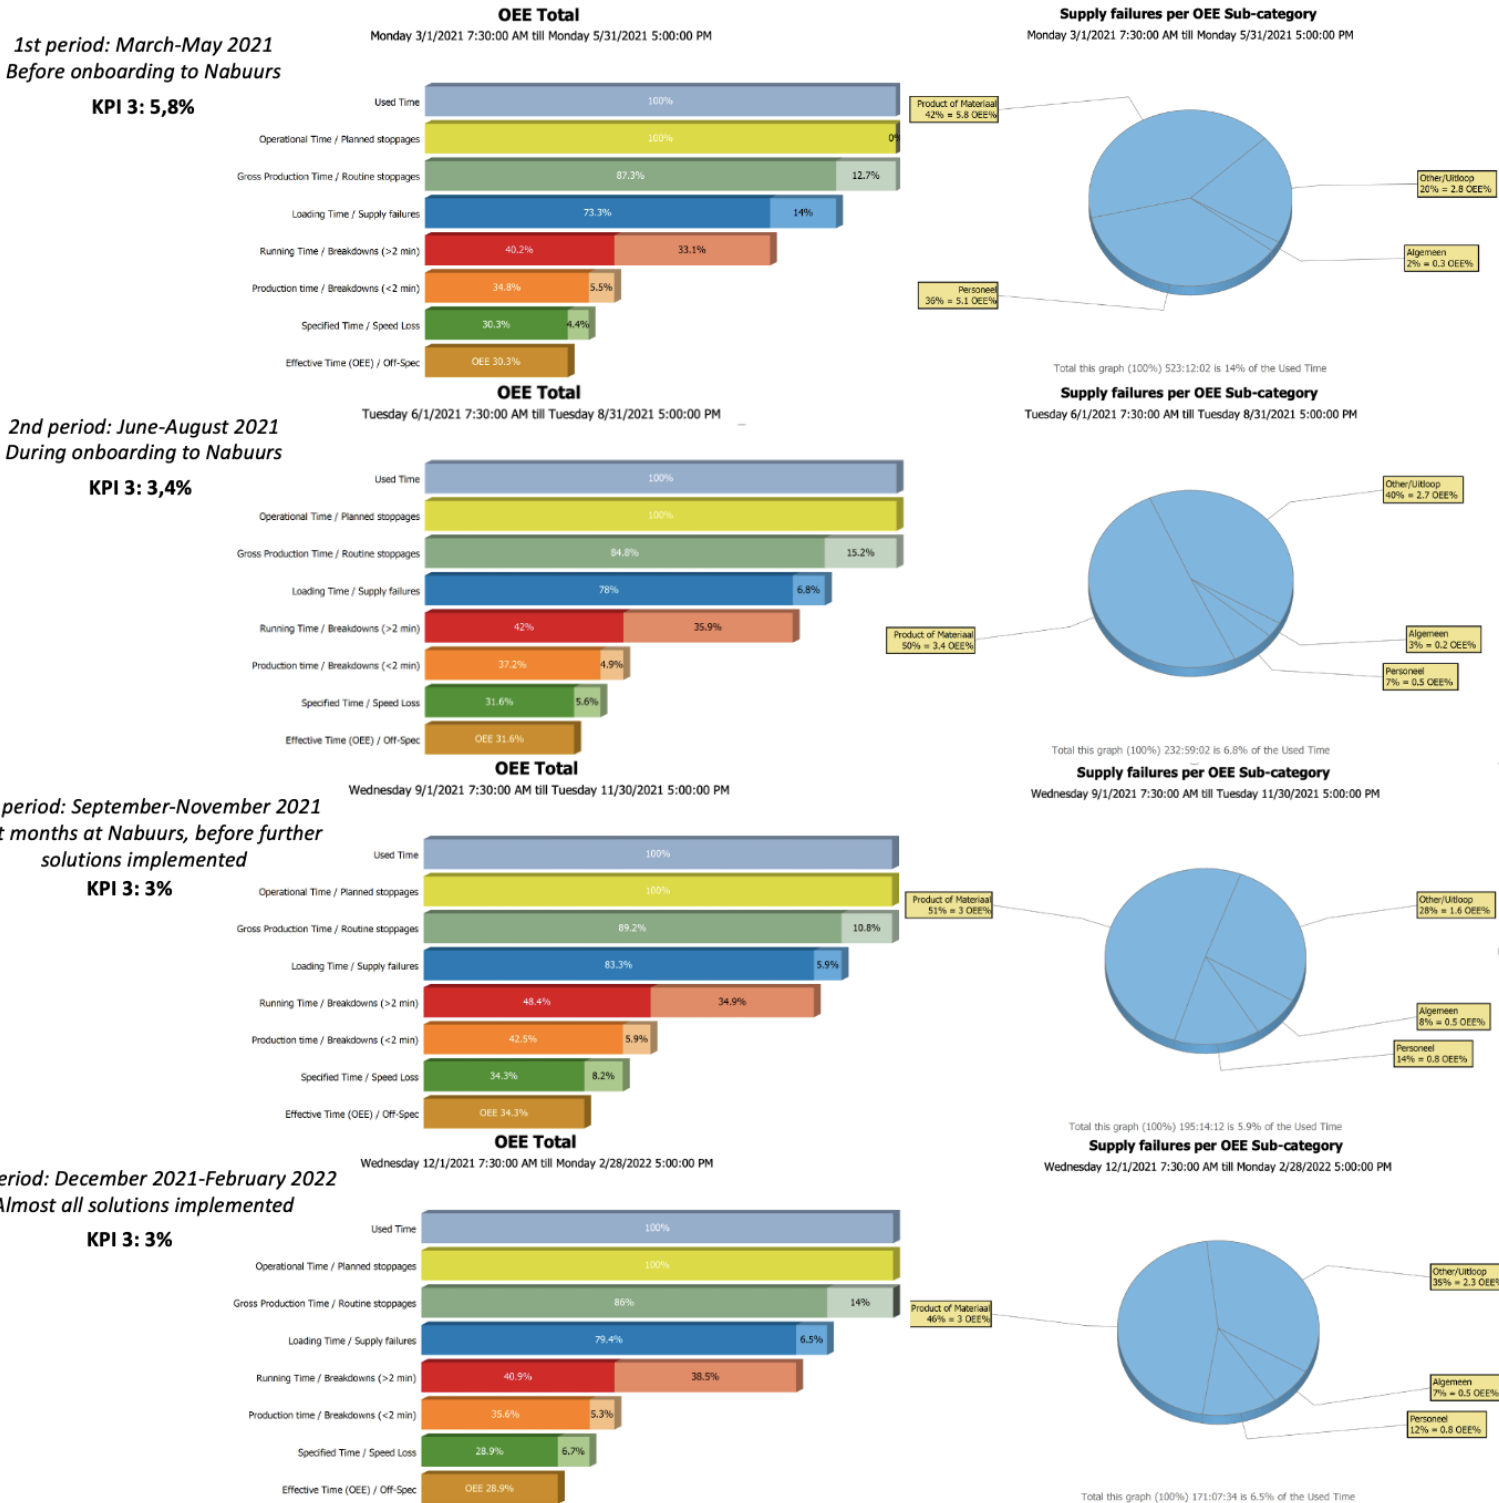 1st period: March-May 2021
Before onboarding to Nabuurs
KPI 3: 5,8%
OEE Total
Monday 3/1/2021 7:30:00 AM till Monday 5/31/2021 5:00:00 PM
Used Time
100%
Operational Time / Planned stoppages
100%
0%
Gross Production Time / Routine stoppages
87.3%
12.7%
Loading Time / Supply failures
73.3%
14%
Running Time / Breakdowns (>2 min)
40.2%
33.1%
Production time / Breakdowns (<2 min)
34.8%
5.5%
Specified Time / Speed Loss
30.3%
4.4%
Effective Time (OEE) / Off-Spec
OEE 30.3%
Supply failures per OEE Sub-category
Monday 3/1/2021 7:30:00 AM till Monday 5/31/2021 5:00:00 PM
Product of Materiaal
42% = 5.8 OEE%
Other/Uitloop
20% = 2.8 OEE%
Algemeen
2% = 0.3 OEE%
Personeel
36% = 5.1 OEE%
Total this graph (100%) 523:12:02 is 14% of the Used Time
2nd period: June-August 2021
During onboarding to Nabuurs
KPI 3: 3,4%
OEE Total
Tuesday 6/1/2021 7:30:00 AM till Tuesday 8/31/2021 5:00:00 PM
Used Time
100%
Operational Time / Planned stoppages
100%
Gross Production Time / Routine stoppages
84.8%
15.2%
Loading Time / Supply failures
78%
6.8%
Running Time / Breakdowns (>2 min)
42%
35.9%
Production time / Breakdowns (<2 min)
37.2%
4.9%
Specified Time / Speed Loss
31.6%
5.6%
Effective Time (OEE) / Off-Spec
OEE 31.6%
Supply failures per OEE Sub-category
Tuesday 6/1/2021 7:30:00 AM till Tuesday 8/31/2021 5:00:00 PM
Other/Uitloop
40% = 2.7 OEE%
Product of Materiaal
50% = 3.4 OEE%
Algemeen
3% = 0.2 OEE%
Personeel
7% = 0.5 OEE%
Total this graph (100%) 232:59:02 is 6.8% of the Used Time
period: September-November 2021
t months at Nabuurs, before further
solutions implemented
KPI 3: 3%
OEE Total
Wednesday 9/1/2021 7:30:00 AM till Tuesday 11/30/2021 5:00:00 PM
Used Time
100%
Operational Time / Planned stoppages
100%
Gross Production Time / Routine stoppages
89.2%
10.8%
Loading Time / Supply failures
83.3%
5.9%
Running Time / Breakdowns (>2 min)
48.4%
34.9%
Production time / Breakdowns (<2 min)
42.5%
5.9%
Specified Time / Speed Loss
34.3%
8.2%
Effective Time (OEE) / Off-Spec
OEE 34.3%
Supply failures per OEE Sub-category
Wednesday 9/1/2021 7:30:00 AM till Tuesday 11/30/2021 5:00:00 PM
Product of Materiaal
51% = 3 OEE%
Other/Uitloop
28% = 1.6 OEE%
Algemeen
8% = 0.5 OEE%
Personeel
14% = 0.8 OEE%
Total this graph (100%) 195:14:12 is 5.9% of the Used Time
eriod: December 2021-February 2022
Almost all solutions implemented
KPI 3: 3%
OEE Total
Wednesday 12/1/2021 7:30:00 AM till Monday 2/28/2022 5:00:00 PM
Used Time
100%
Operational Time / Planned stoppages
100%
Gross Production Time / Routine stoppages
86%
14%
Loading Time / Supply failures
79.4%
6.5%
Running Time / Breakdowns (>2 min)
40.9%
38.5%
Production time / Breakdowns (<2 min)
35.6%
5.3%
Specified Time / Speed Loss
28.9%
6.7%
Effective Time (OEE) / Off-Spec
OEE 28.9%
Supply failures per OEE Sub-category
Wednesday 12/1/2021 7:30:00 AM till Monday 2/28/2022 5:00:00 PM
Other/Uitloop
35% = 2.3 OEE%
Product of Materiaal
46% = 3 OEE%
Algemeen
7% = 0.5 OEE%
Personeel
12% = 0.8 OEE%
Total this graph (100%) 171:07:34 is 6.5% of the Used Time